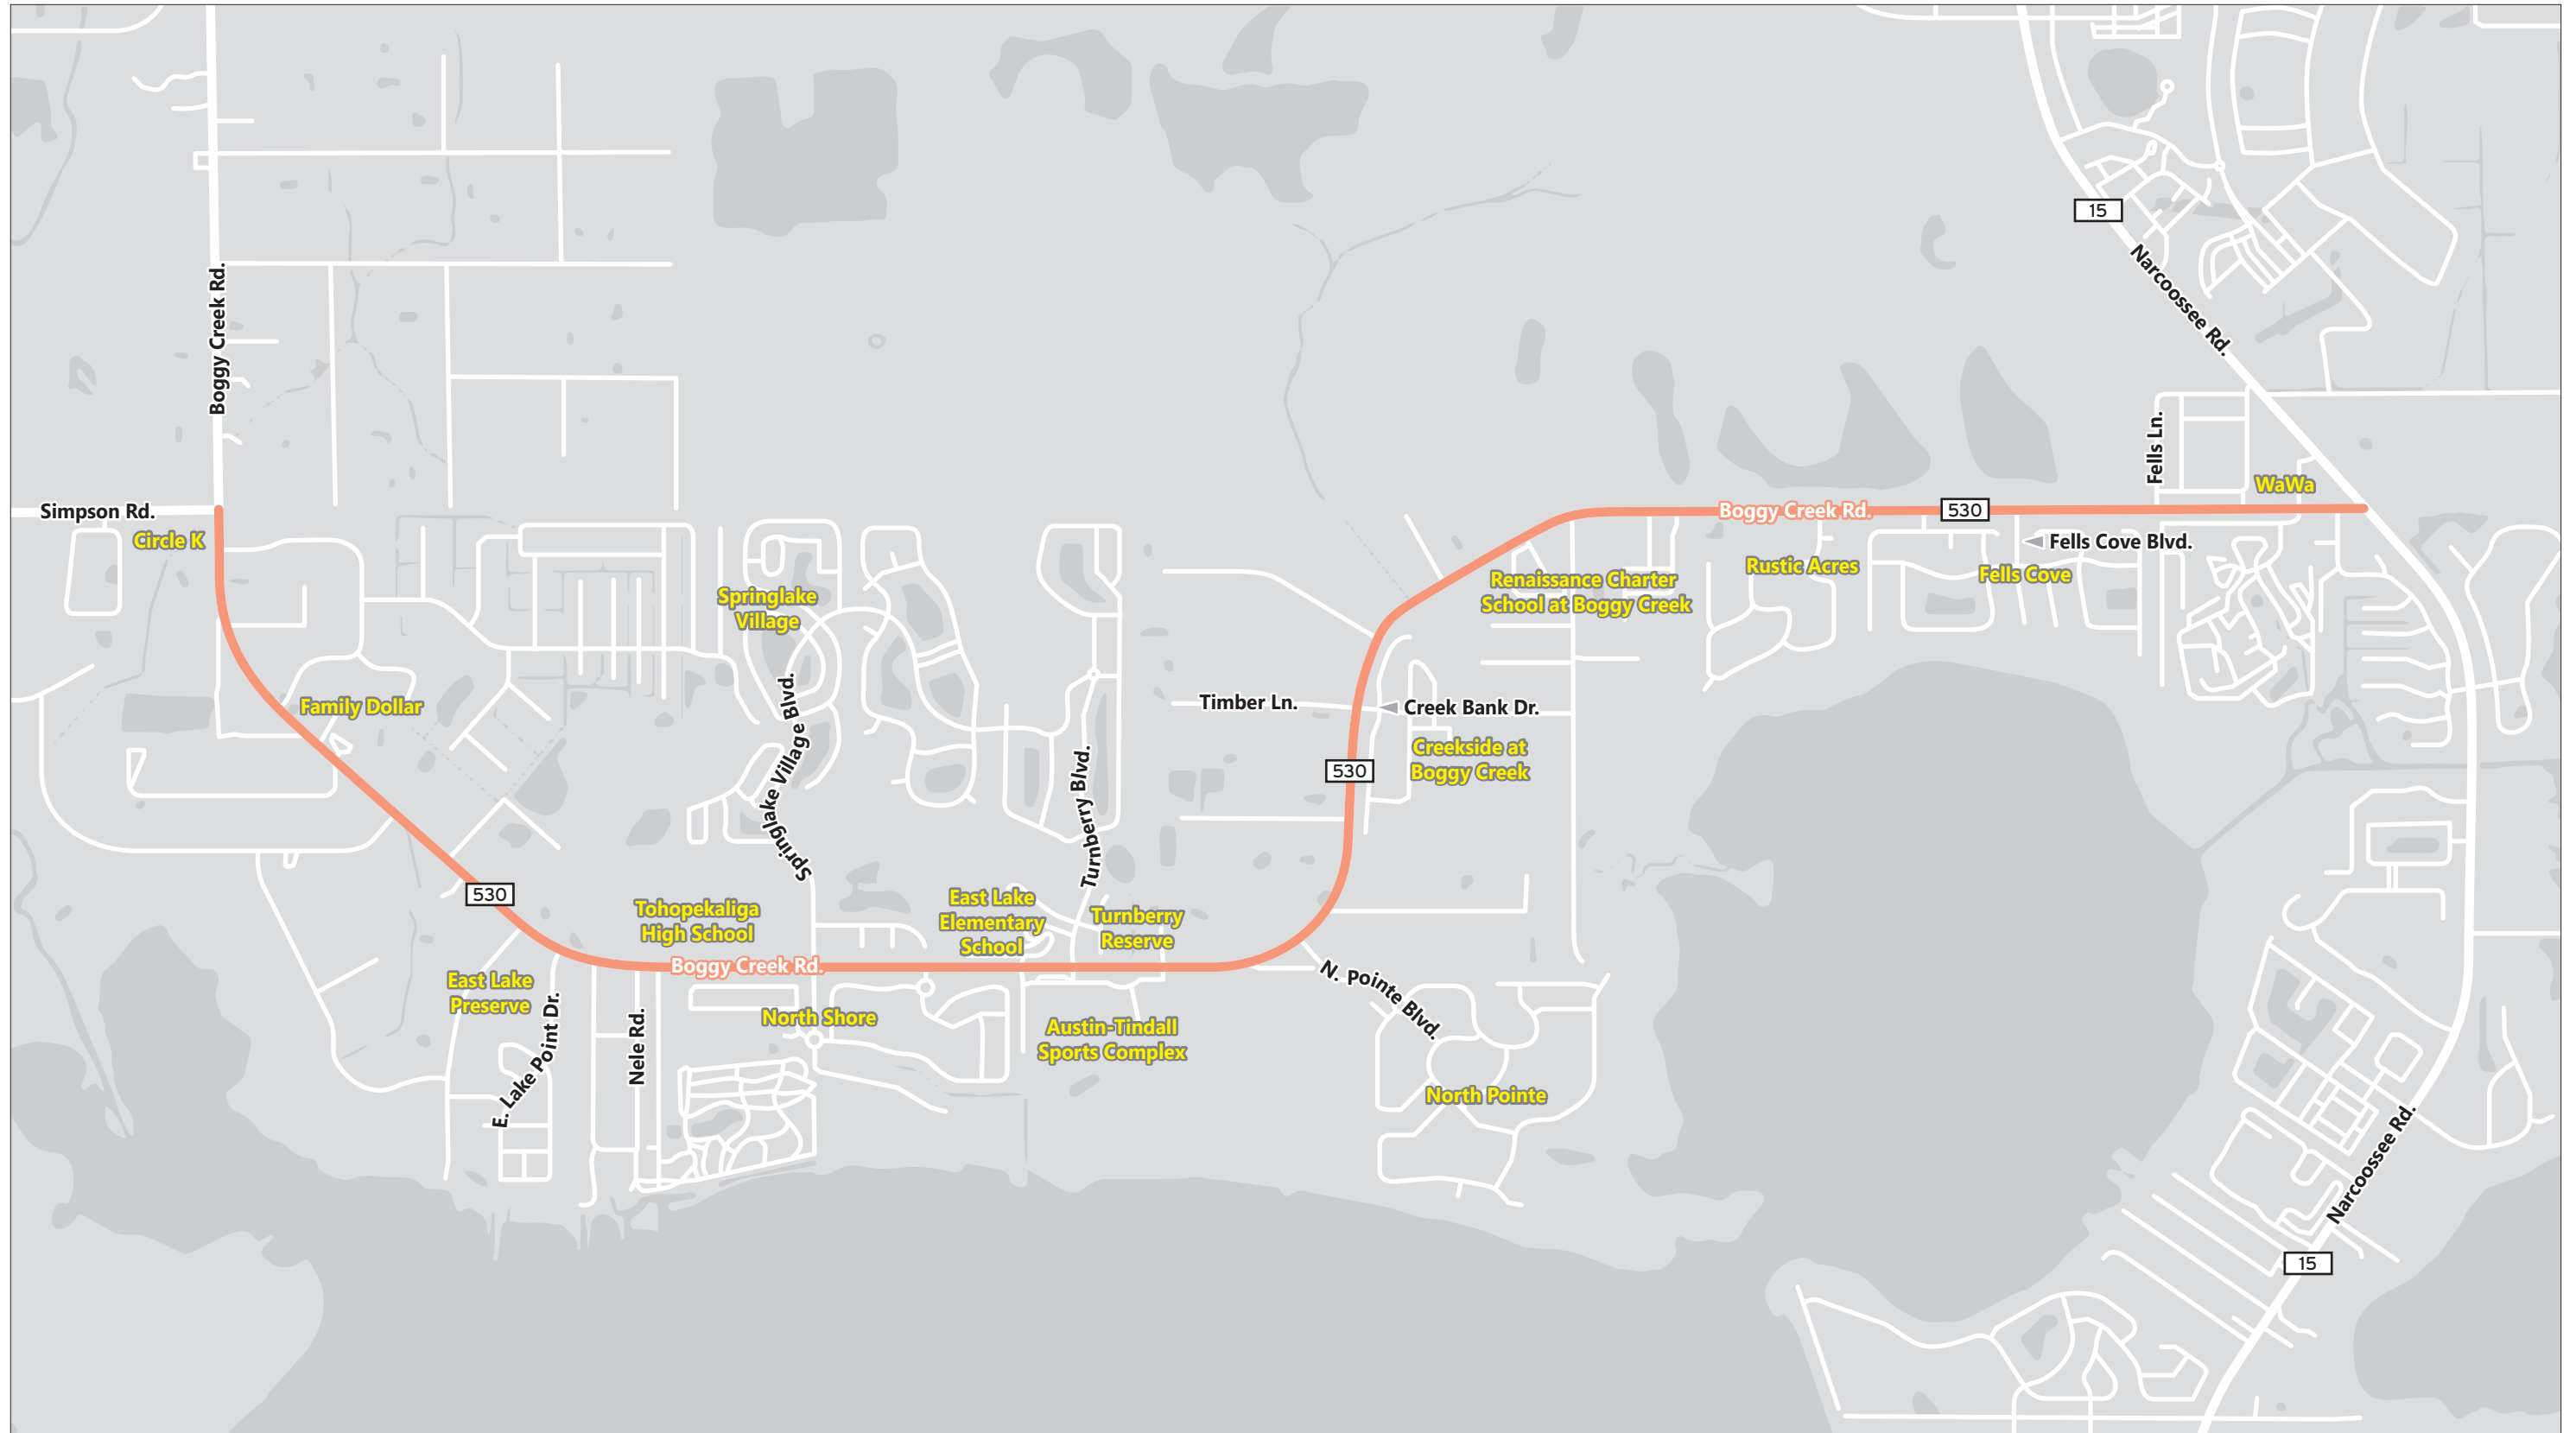 15
Narcoossee Rd.
Boggy Creek Rd.
Fells Ln.
WaWa
Simpson Rd.
Boggy Creek Rd.
530
Circle K
Fells Cove Blvd.
Rustic Acres
Fells Cove
Renaissance Charter
School at Boggy Creek
Springlake
Village
Family Dollar
Springlake Village Blvd.
Timber Ln.
Creek Bank Dr.
Creekside at
Boggy Creek
530
Turnberry Blvd.
530
Tohopekaliga
High School
East Lake
Elementary
School
Turnberry
Reserve
Boggy Creek Rd.
East Lake
Preserve
E. Lake Point Dr.
Nele Rd.
North Shore
Austin-Tindall
Sports Complex
N. Pointe Blvd.
North Pointe
Narcoossee Rd.
15